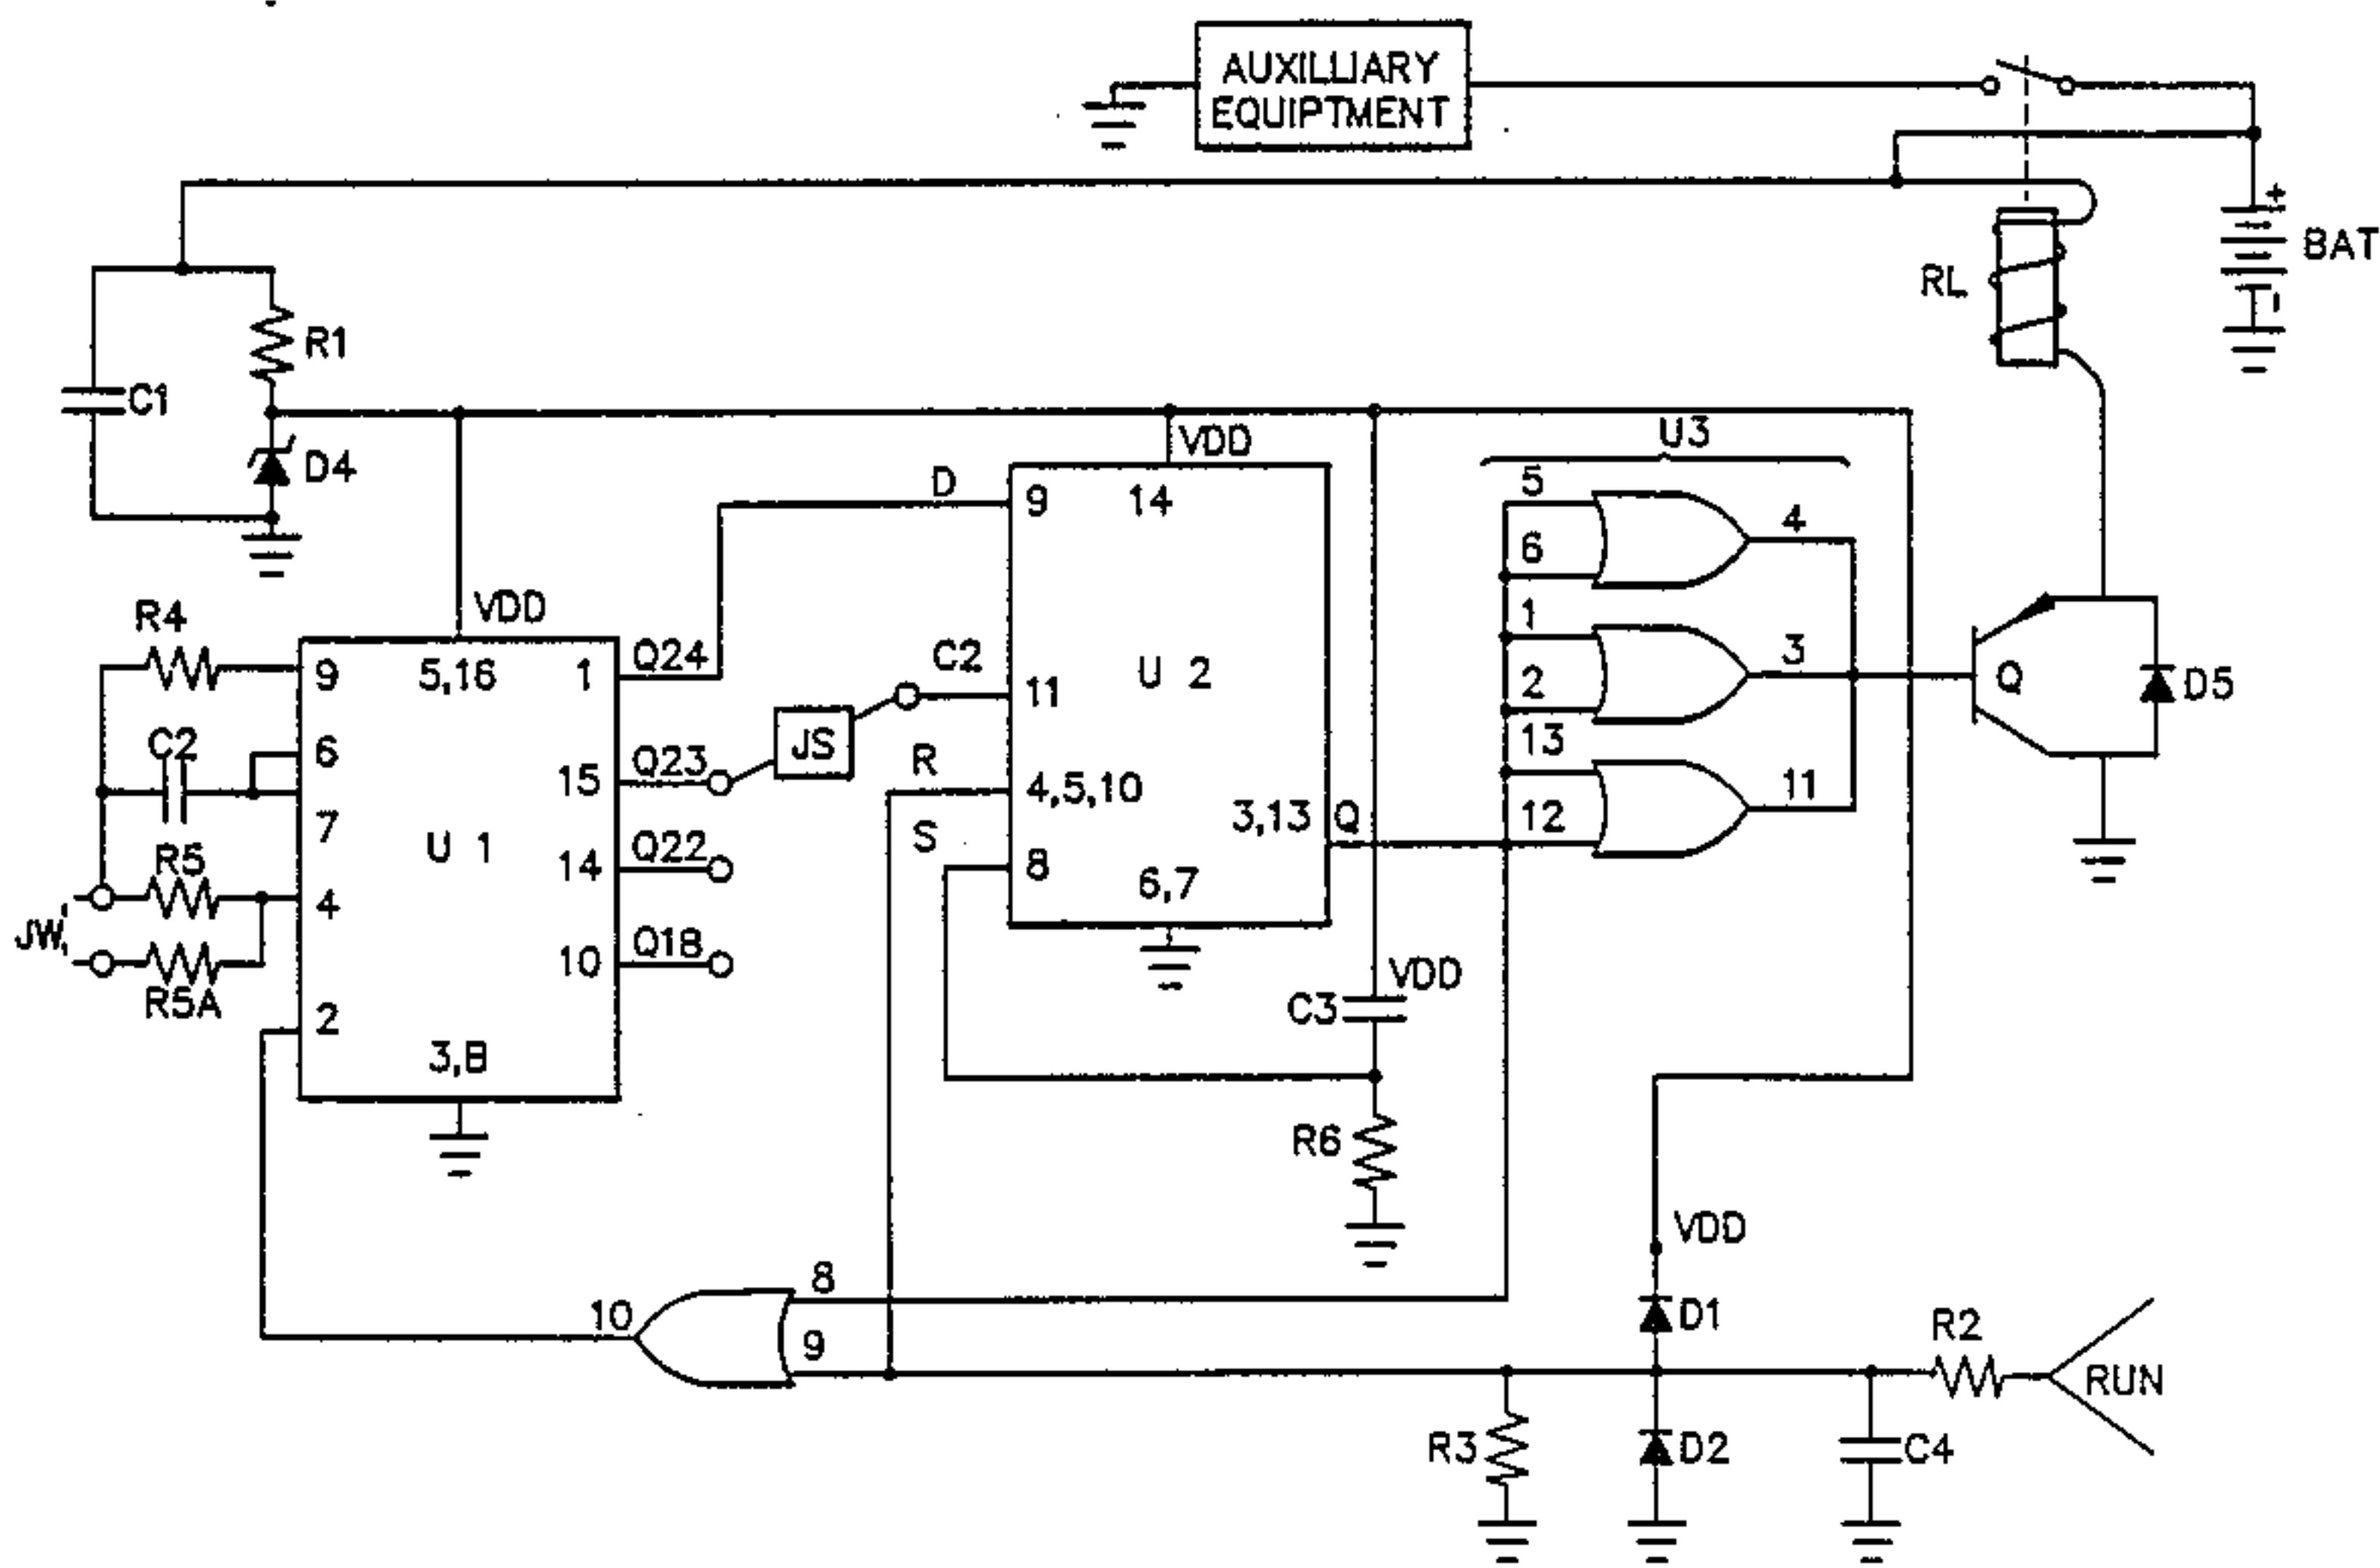 AUXILLIARY
EQUIPTMENT
+
BAT
-
RL
R1
C1
D4
VDD
U3
D
9
14
5
4
6
R4
VDD
1
9
5,16
1
Q24
C2
11
U 2
3
2
Q
D5
C2
6
15
Q23
JS
R
13
7
4,5,10
3,13
Q
12
11
R5
U 1
14
Q22
S
8
6,7
4
JW
10
Q18
R5A
VDD
C3
2
3,8
R6
VDD
8
10
9
D1
R2
RUN
R3
D2
C4